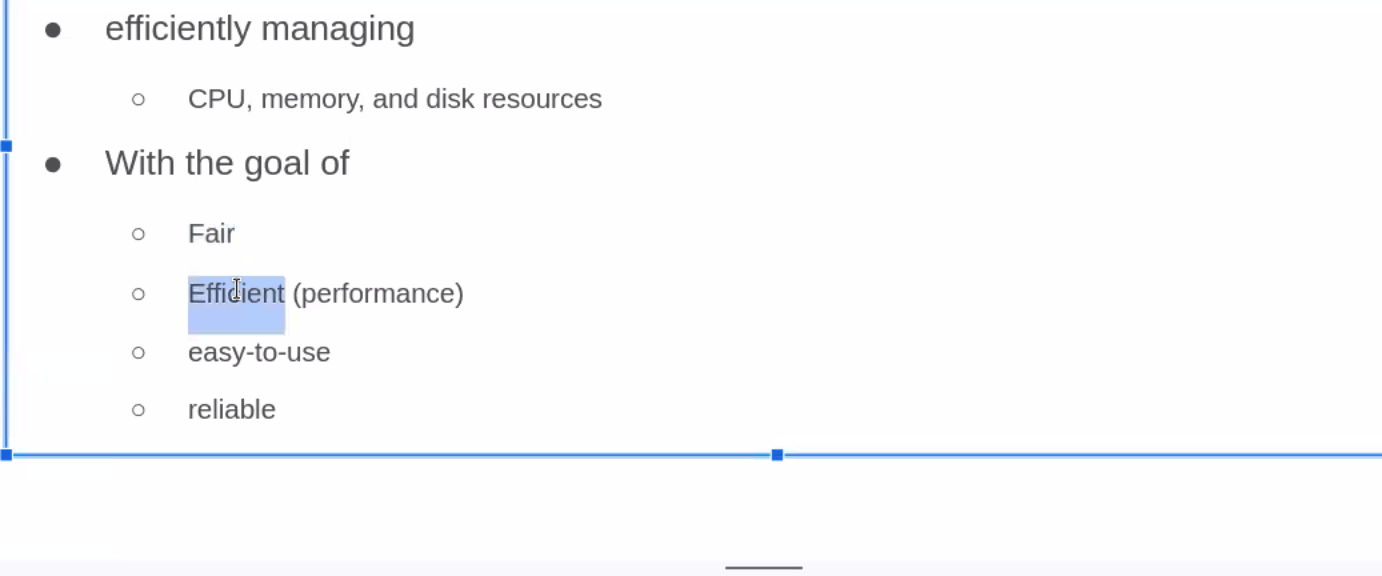 efficiently managing
CPU, memory, and disk resources
With the goal of
Fair
Efficient (performance)
easy-to-use
reliable